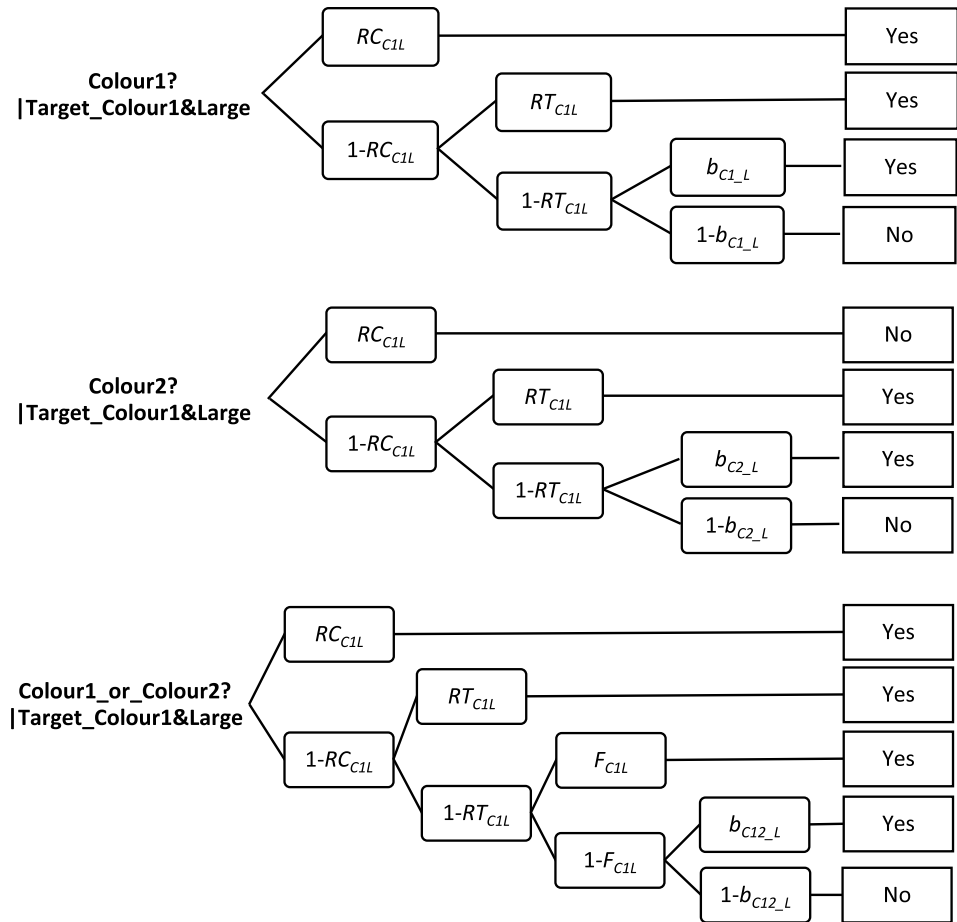 RC_C1L
Yes
Colour1?
|Target_Colour1&Large
RT_C1L
Yes
1-RC_C1L
b_C1_L
Yes
1-RT_C1L
1-b_C1_L
No
RC_C1L
No
Colour2?
|Target_Colour1&Large
RT_C1L
Yes
1-RC_C1L
b_C2_L
Yes
1-RT_C1L
1-b_C2_L
No
RC_C1L
Yes
Colour1_or_Colour2?
|Target_Colour1&Large
RT_C1L
Yes
1-RC_C1L
F_C1L
Yes
1-RT_C1L
b_C12_L
Yes
1-F_C1L
1-b_C12_L
No